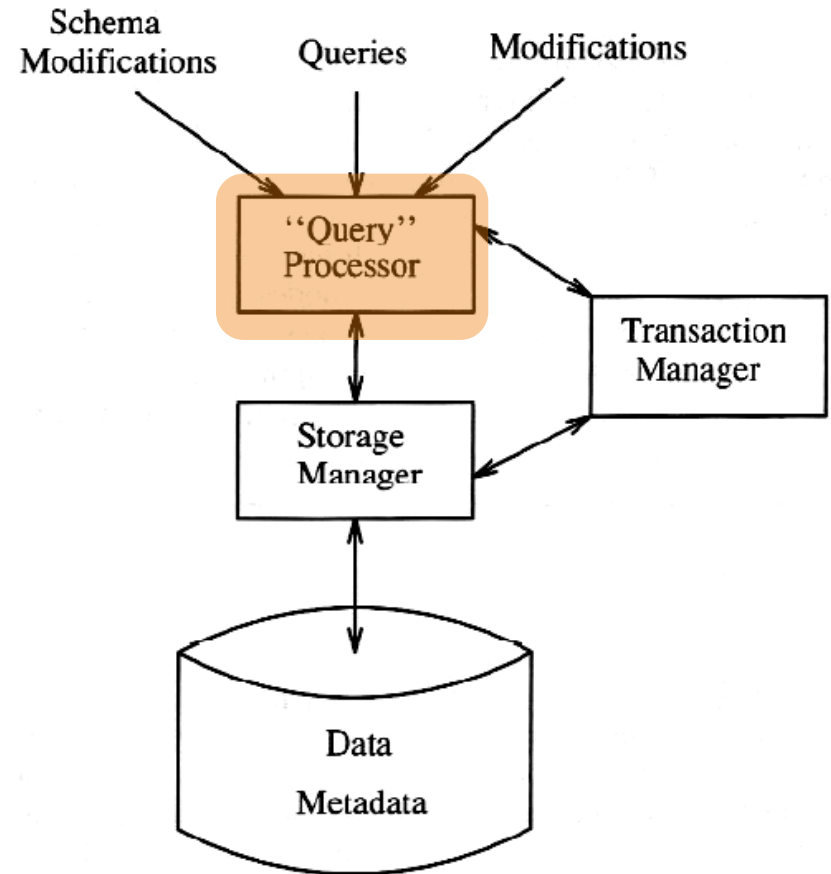 Schema
Modifications
Queries
Modifications
“Query”
Processor
Transaction
Manager
Storage
Manager
Data
Metadata